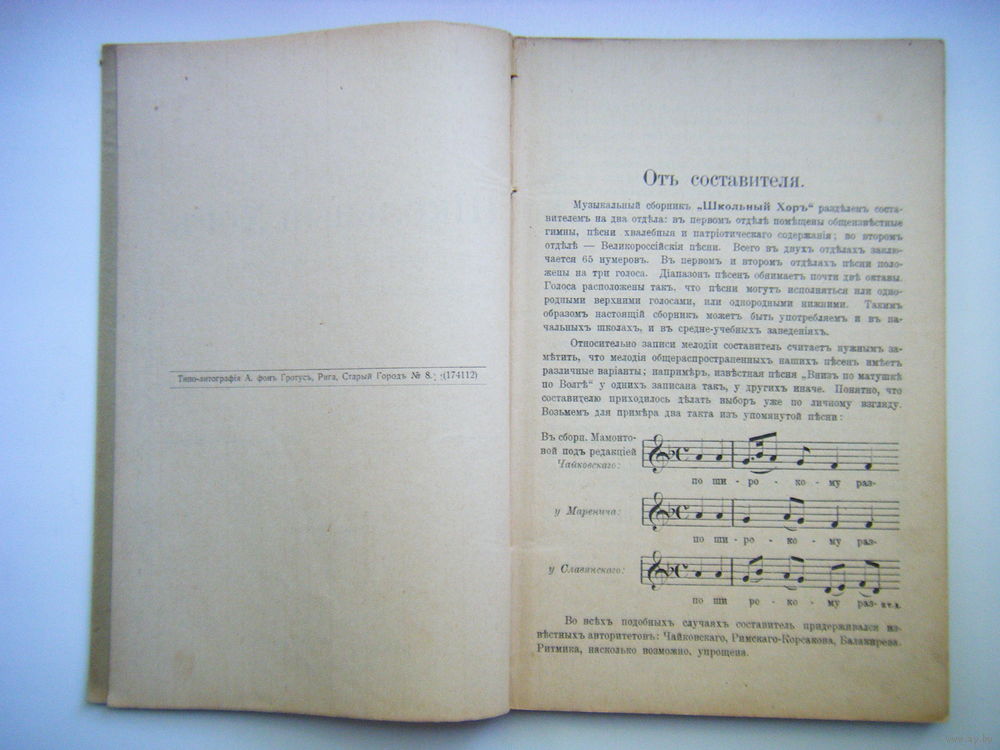 Типо-литографія А. фонъ Гротусъ, Рига, Старый Городъ № 8. (174112)
Отъ составителя.
Музыкальный сборникъ „Школьный Хоръ“ раздѣленъ соста-
вителемъ на два отдѣла: въ первомъ отдѣлѣ помѣщены общеизвѣстные
гимны, пѣсни хвалебныя и патріотическаго содержанія; во второмъ
отдѣлѣ — Великороссійскія пѣсни. Всего въ двухъ отдѣлахъ заклю-
чается 65 нумеровъ. Въ первомъ и второмъ отдѣлахъ пѣсни поло-
жены на три голоса. Діапазонъ пѣсенъ обнимаетъ почти двѣ октавы.
Голоса расположены такъ, что пѣсни могутъ исполняться или одно-
родными верхними голосами, или однородными нижними. Такимъ
образомъ настоящій сборникъ можетъ быть употребляемъ и въ на-
чальныхъ школахъ, и въ средне-учебныхъ заведеніяхъ.
Относительно записи мелодіи составитель считаетъ нужнымъ за-
мѣтить, что мелодія общераспространенныхъ нашихъ пѣсенъ имѣетъ
различные варіанты; напримѣръ, извѣстная пѣсня „Внизъ по матушкѣ
по Волгѣ“ у однихъ записана такъ, у другихъ иначе. Понятно, что
составителю приходилось дѣлать выборъ уже по личному взгляду.
Возьмемъ для примѣра два такта изъ упомянутой пѣсни:
Въ сборн. Мамонто-
вой подъ редакціей
Чайковскаго:
по ши - ро - ко - му раз-
у Маренича:
по ши - ро - ко - му раз-
у Славянскаго:
по ши ро - ко - му раз- и т. д.
Во всѣхъ подобныхъ случаяхъ составитель придерживался из-
вѣстныхъ авторитетовъ: Чайковскаго, Римскаго-Корсакова, Балакирева.
Ритмика, насколько возможно, упрощена.
www.ay.by